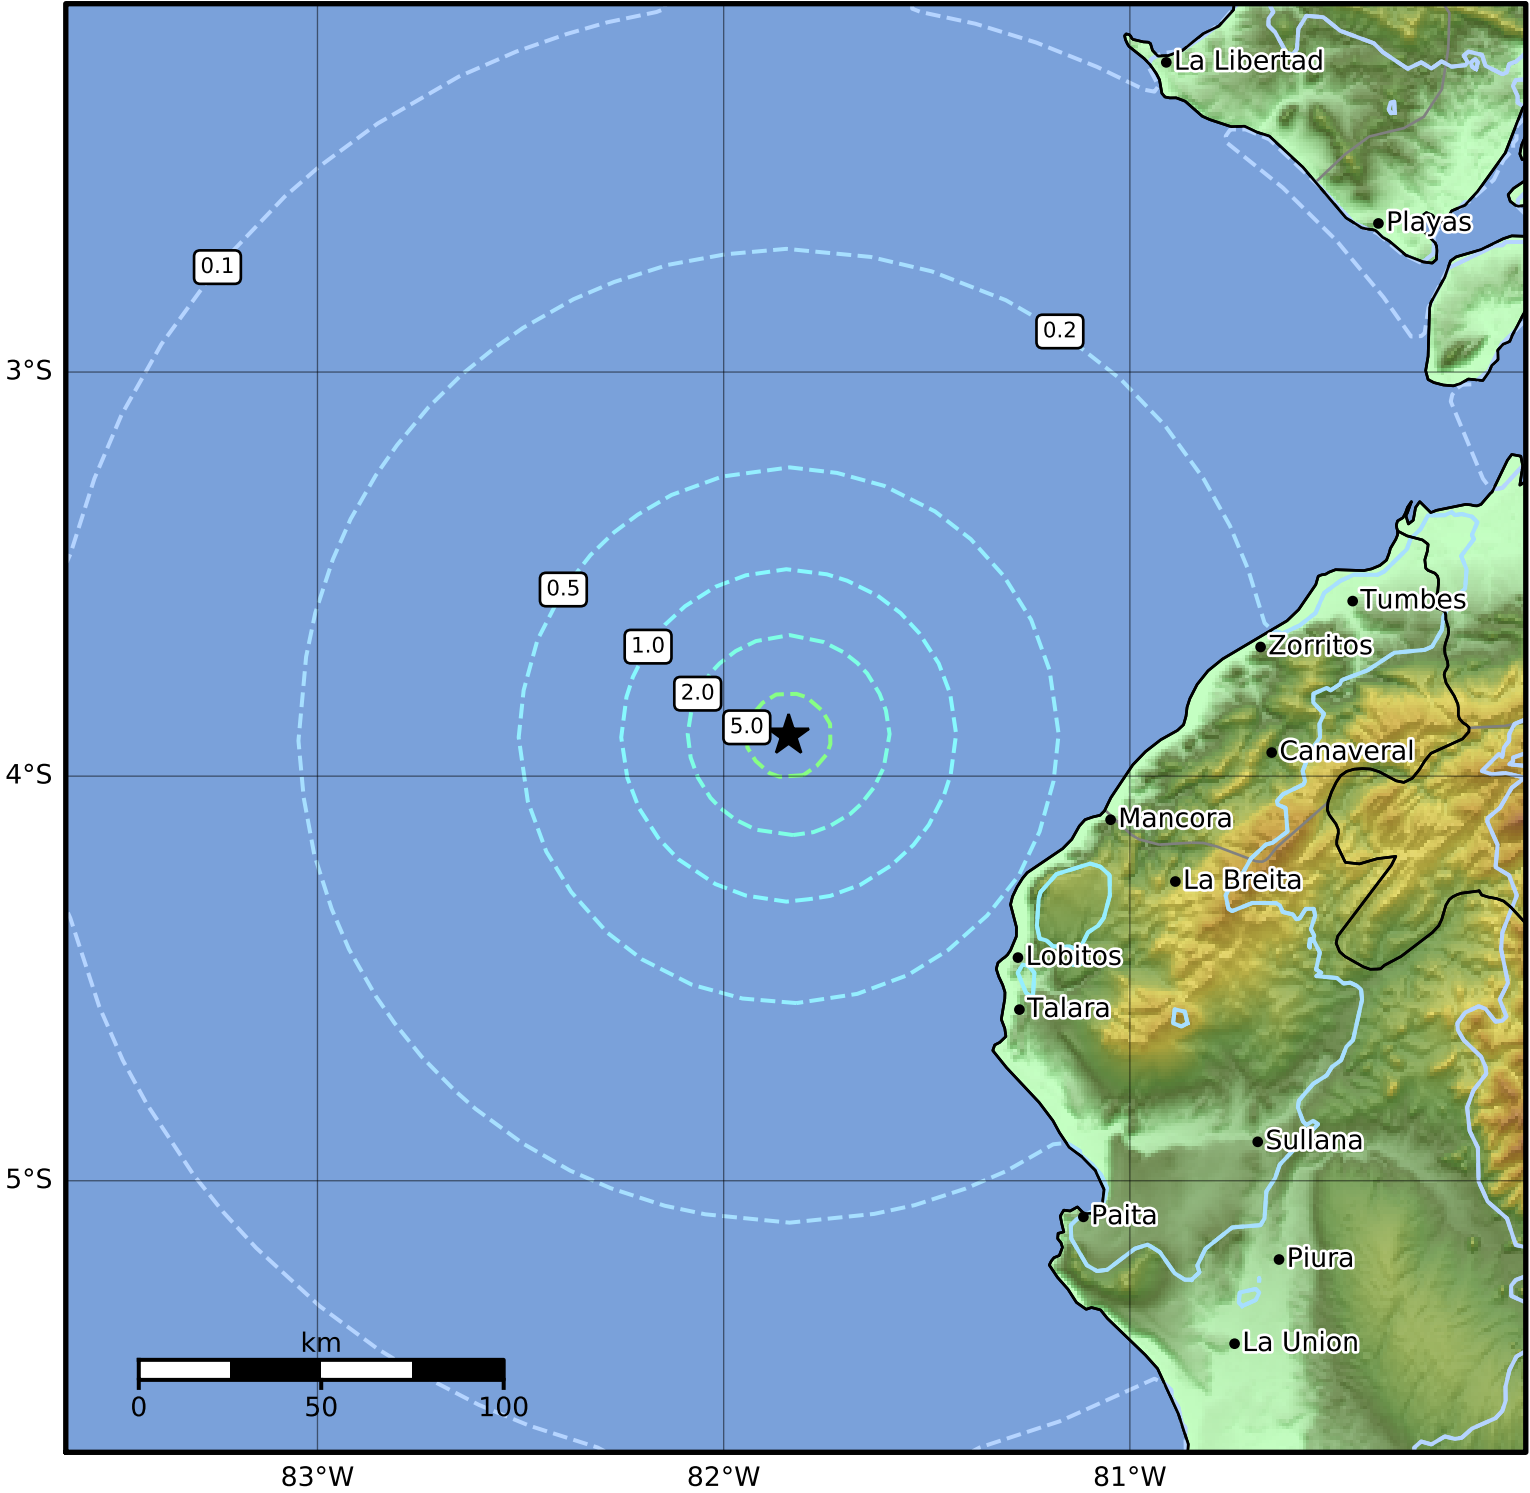 La Libertad
Playas
0.1
0.2
3°S
0.5
Tumbes
1.0
Zorritos
2.0
5.0
Canaveral
4°S
Mancora
La Breita
Lobitos
Talara
Sullana
5°S
Paita
Piura
km
La Union
0 50 100
83°W 82°W 81°W